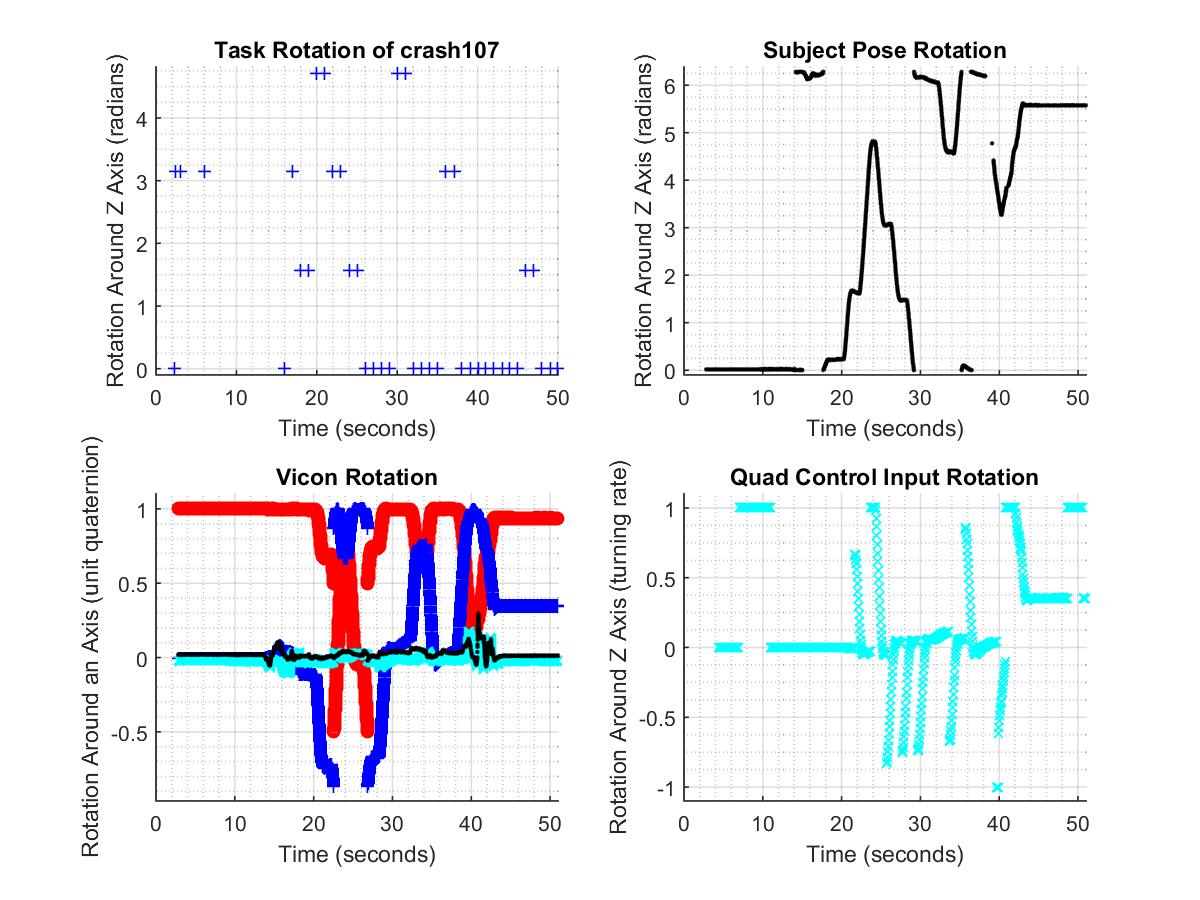 Task Rotation of crash107
Rotation Around Z Axis (radians)
4
3
2
1
0
0 10 20 30 40 50
Time (seconds)
Subject Pose Rotation
Rotation Around Z Axis (radians)
6
5
4
3
2
1
0
0 10 20 30 40 50
Time (seconds)
Vicon Rotation
Rotation Around an Axis (unit quaternion)
1
0.5
0
-0.5
0 10 20 30 40 50
Time (seconds)
Quad Control Input Rotation
Rotation Around Z Axis (turning rate)
1
0.5
0
-0.5
-1
0 10 20 30 40 50
Time (seconds)